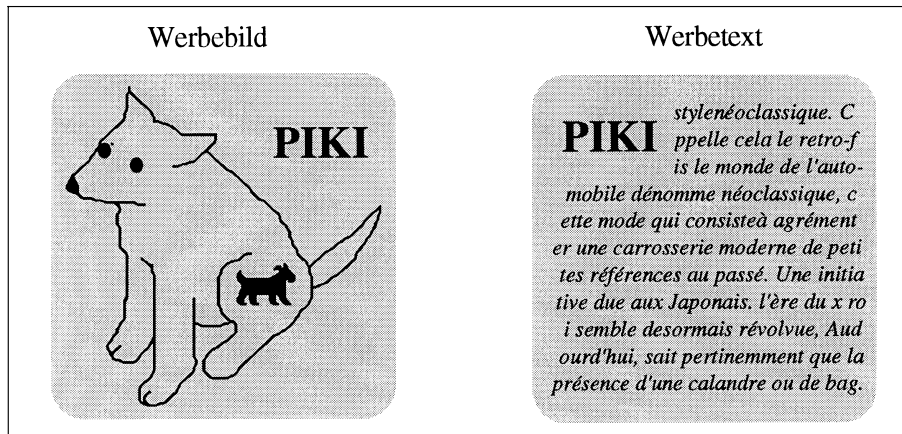 Werbebild
Werbetext
PIKI
PIKI
stylenéoclassique. C
ppelle cela le retro-f
is le monde de l'auto-
mobile dénomme néoclassique, c
ette mode qui consisteà agrément
er une carrosserie moderne de peti
tes références au passé. Une initia
tive due aux Japonais. l'ère du x ro
i semble desormais révolvue, Aud
ourd'hui, sait pertinemment que la
présence d'une calandre ou de bag.